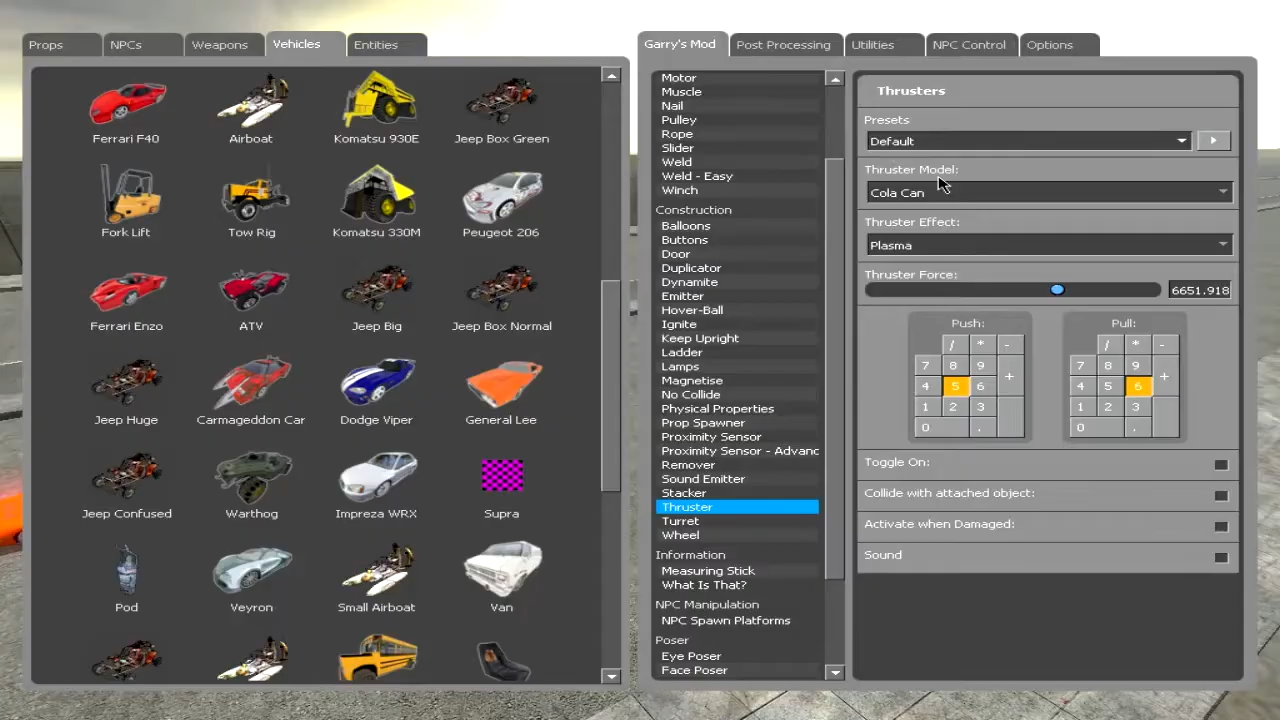 Props NPCs Weapons Vehicles Entities
Ferrari F40 Airboat Komatsu 930E Jeep Box Green
Fork Lift Tow Rig Komatsu 330M Peugeot 206
Ferrari Enzo ATV Jeep Big Jeep Box Normal
Jeep Huge Carmageddon Car Dodge Viper General Lee
Jeep Confused Warthog Impreza WRX Supra
Pod Veyron Small Airboat Van
Garry's Mod Post Processing Utilities NPC Control Options
Motor
Muscle
Nail
Pulley
Rope
Slider
Weld
Weld - Easy
Winch
Construction
Balloons
Buttons
Door
Duplicator
Dynamite
Emitter
Hover-Ball
Ignite
Keep Upright
Ladder
Lamps
Magnetise
No Collide
Physical Properties
Prop Spawner
Proximity Sensor
Proximity Sensor - Advanc
Remover
Sound Emitter
Stacker
Thruster
Turret
Wheel
Information
Measuring Stick
What Is That?
NPC Manipulation
NPC Spawn Platforms
Poser
Eye Poser
Face Poser
Thrusters
Presets
Default
Thruster Model:
Cola Can
Thruster Effect:
Plasma
Thruster Force:
6651.918
Push:
/ * -
7 8 9
+
4 5 6
1 2 3
0 .
Pull:
/ * -
7 8 9
+
4 5 6
1 2 3
0 .
Toggle On:
Collide with attached object:
Activate when Damaged:
Sound